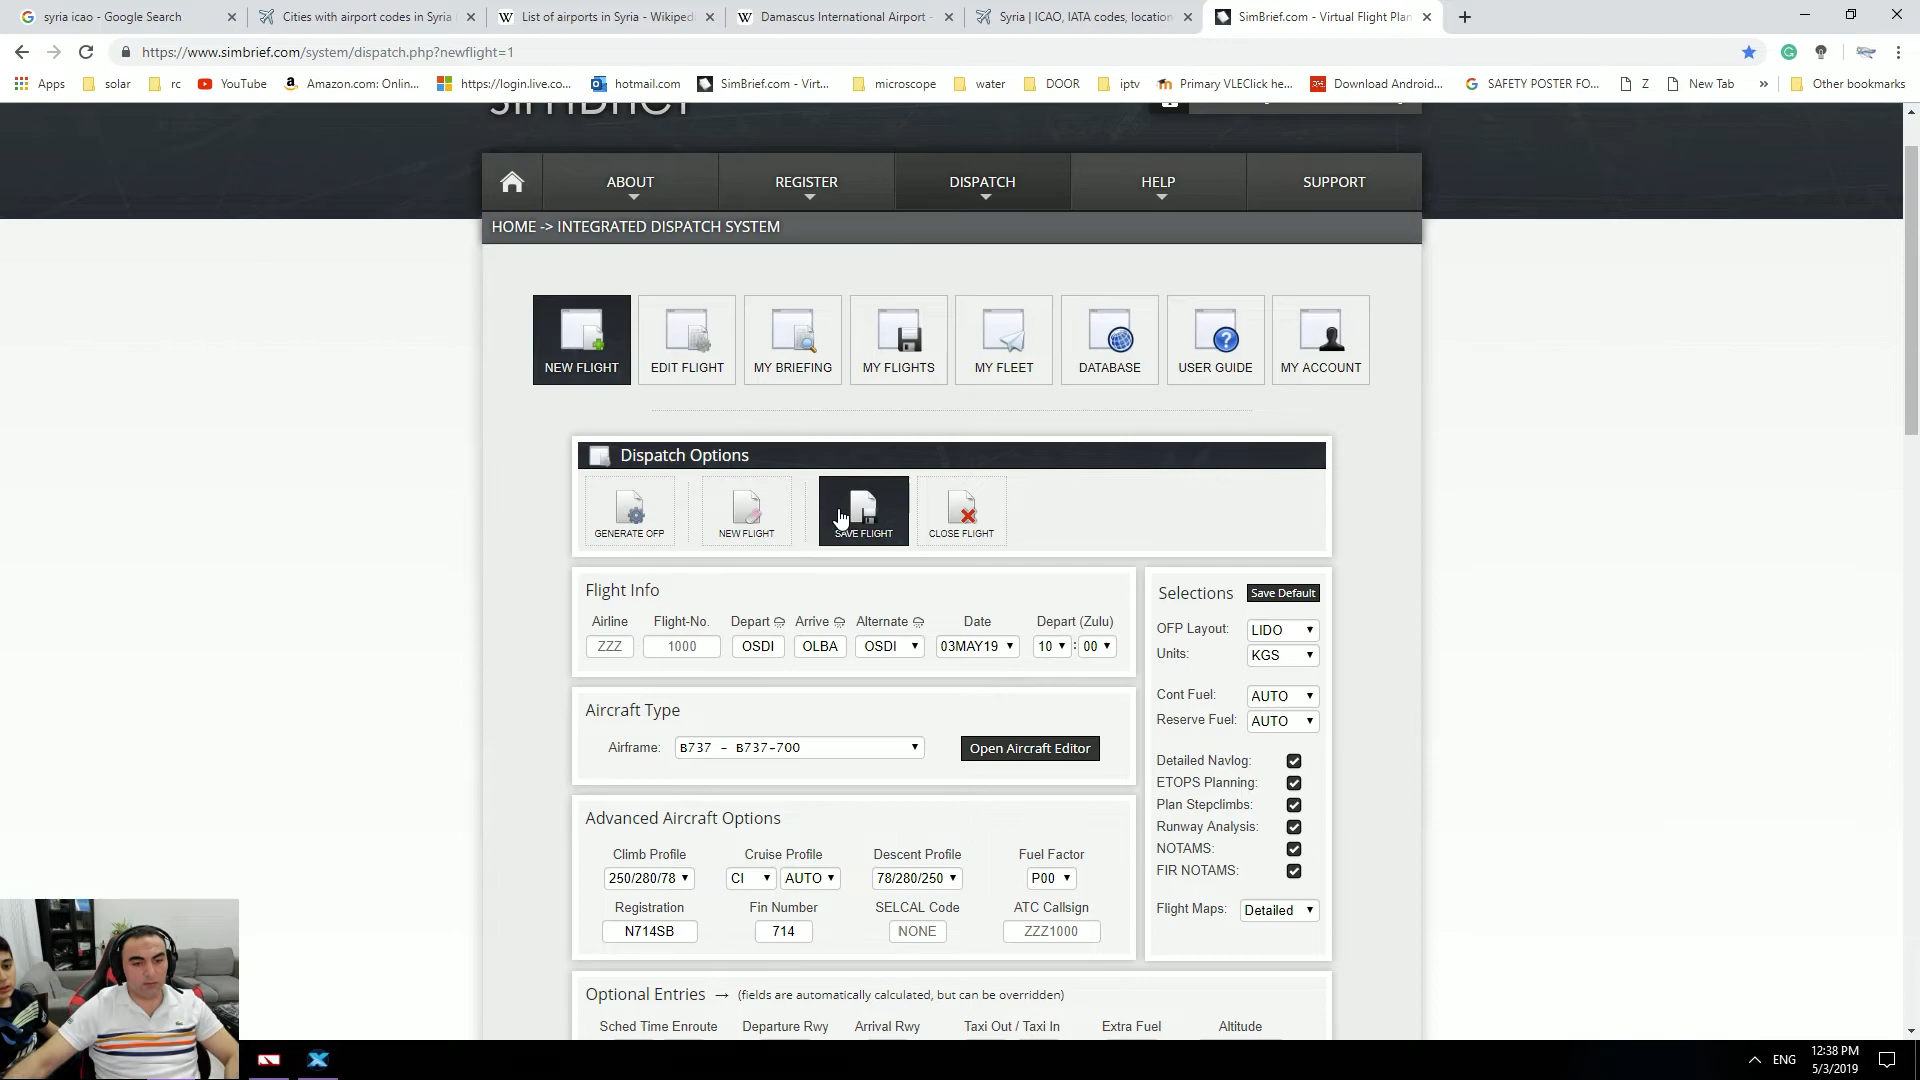 syria icao - Google Search
Cities with airport codes in Syria
List of airports in Syria - Wikiped
Damascus International Airport -
Syria | ICAO, IATA codes, location
SimBrief.com - Virtual Flight Plan
https://www.simbrief.com/system/dispatch.php?newflight=1
Apps
solar
rc
YouTube
Amazon.com: Onlin...
https://login.live.co...
hotmail.com
SimBrief.com - Virt...
microscope
water
DOOR
iptv
Primary VLEClick he...
Download Android...
SAFETY POSTER FO...
Z
New Tab
»
Other bookmarks
ABOUT
REGISTER
DISPATCH
HELP
SUPPORT
HOME -> INTEGRATED DISPATCH SYSTEM
NEW FLIGHT
EDIT FLIGHT
MY BRIEFING
MY FLIGHTS
MY FLEET
DATABASE
USER GUIDE
MY ACCOUNT
Dispatch Options
GENERATE OFP
NEW FLIGHT
SAVE FLIGHT
CLOSE FLIGHT
Flight Info
Airline Flight-No. Depart Arrive Alternate Date Depart (Zulu)
ZZZ 1000 OSDI OLBA OSDI 03MAY19 10 : 00
Aircraft Type
Airframe: B737 - B737-700 Open Aircraft Editor
Advanced Aircraft Options
Climb Profile Cruise Profile Descent Profile Fuel Factor
250/280/78 CI AUTO 78/280/250 P00
Registration Fin Number SELCAL Code ATC Callsign
N714SB 714 NONE ZZZ1000
Selections Save Default
OFP Layout: LIDO
Units: KGS
Cont Fuel: AUTO
Reserve Fuel: AUTO
Detailed Navlog:
ETOPS Planning:
Plan Stepclimbs:
Runway Analysis:
NOTAMS:
FIR NOTAMS:
Flight Maps: Detailed
Optional Entries → (fields are automatically calculated, but can be overridden)
Sched Time Enroute Departure Rwy Arrival Rwy Taxi Out / Taxi In Extra Fuel Altitude
ENG
12:38 PM
5/3/2019